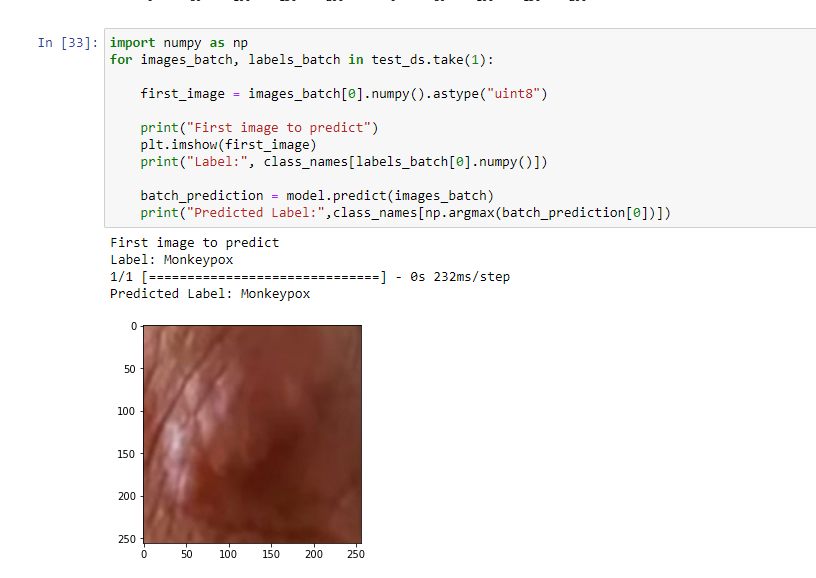 In [33]: import numpy as np
for images_batch, labels_batch in test_ds.take(1):
first_image = images_batch[0].numpy().astype("uint8")
print("First image to predict")
plt.imshow(first_image)
print("Label:", class_names[labels_batch[0].numpy()])
batch_prediction = model.predict(images_batch)
print("Predicted Label:",class_names[np.argmax(batch_prediction[0])])
First image to predict
Label: Monkeypox
1/1 [==============================] - 0s 232ms/step
Predicted Label: Monkeypox
0
50
100
150
200
250
0 50 100 150 200 250